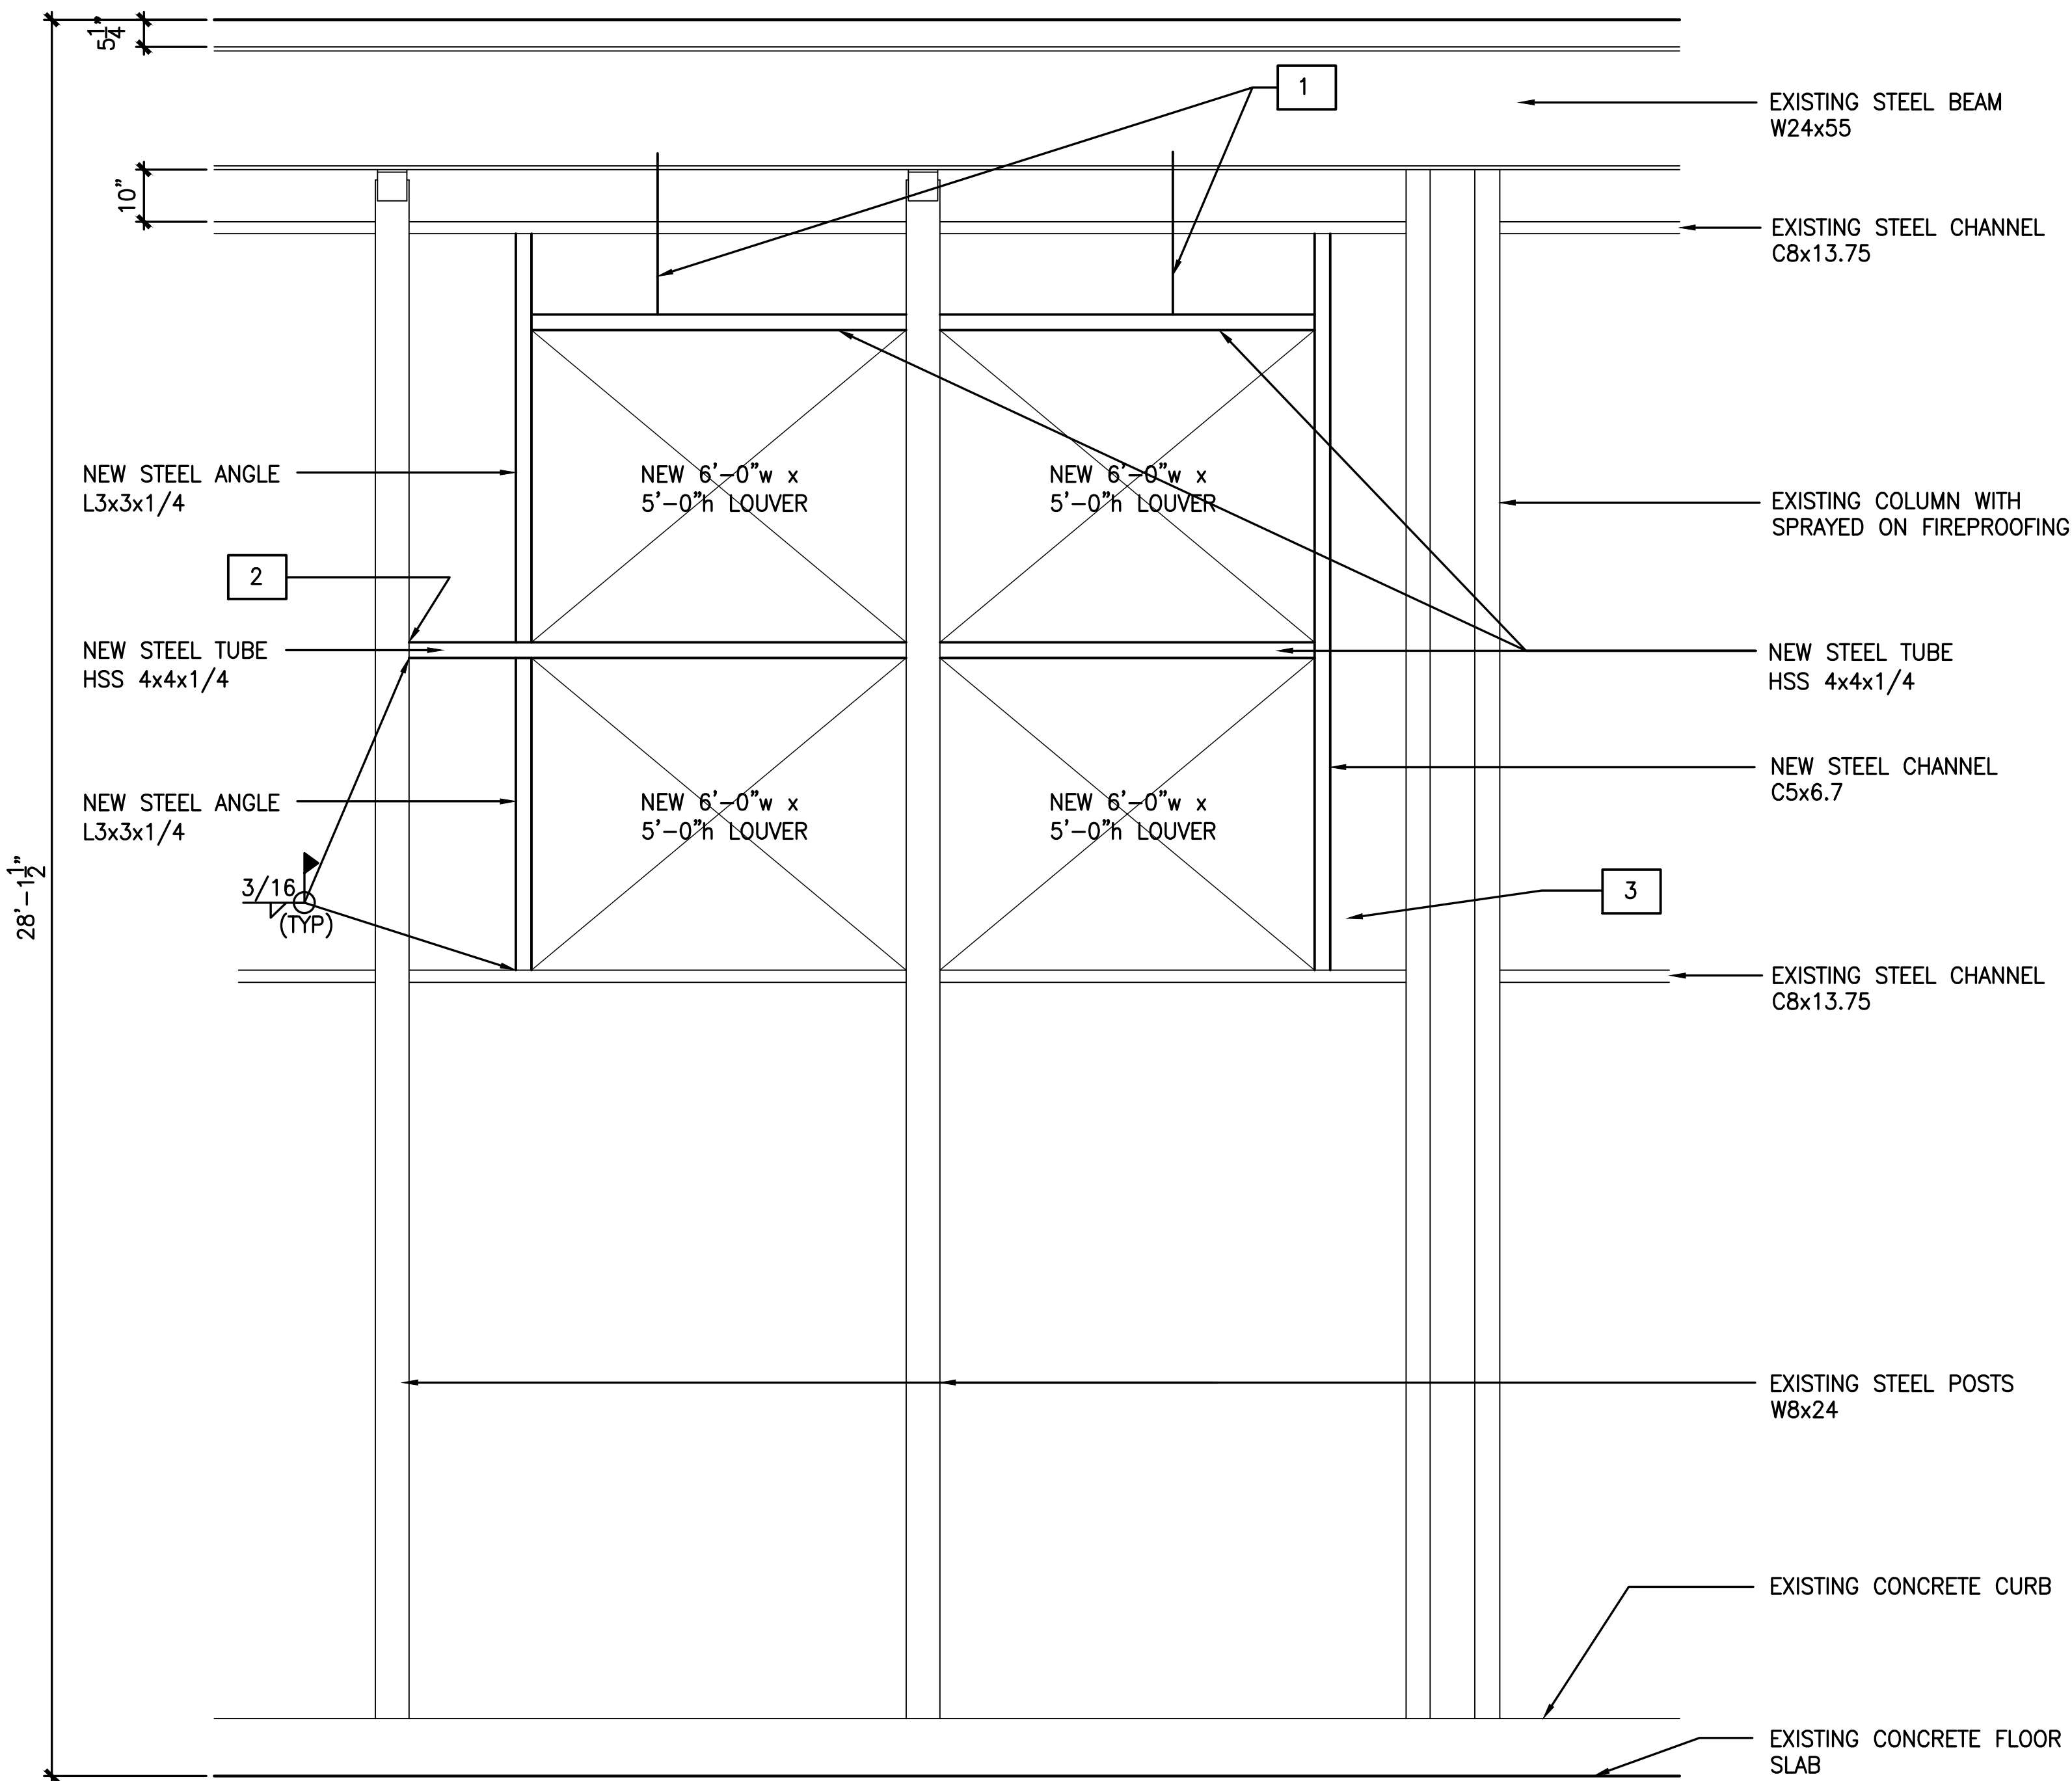 5 1/4"
1
EXISTING STEEL BEAM
W24x55
10"
EXISTING STEEL CHANNEL
C8x13.75
NEW STEEL ANGLE
L3x3x1/4
NEW 6'-0"w x
5'-0"h LOUVER
NEW 6'-0"w x
5'-0"h LOUVER
EXISTING COLUMN WITH
SPRAYED ON FIREPROOFING
2
NEW STEEL TUBE
HSS 4x4x1/4
NEW STEEL TUBE
HSS 4x4x1/4
NEW STEEL CHANNEL
C5x6.7
NEW STEEL ANGLE
L3x3x1/4
NEW 6'-0"w x
5'-0"h LOUVER
NEW 6'-0"w x
5'-0"h LOUVER
28'-1 1/2"
3/16
(TYP)
3
EXISTING STEEL CHANNEL
C8x13.75
EXISTING STEEL POSTS
W8x24
EXISTING CONCRETE CURB
EXISTING CONCRETE FLOOR
SLAB